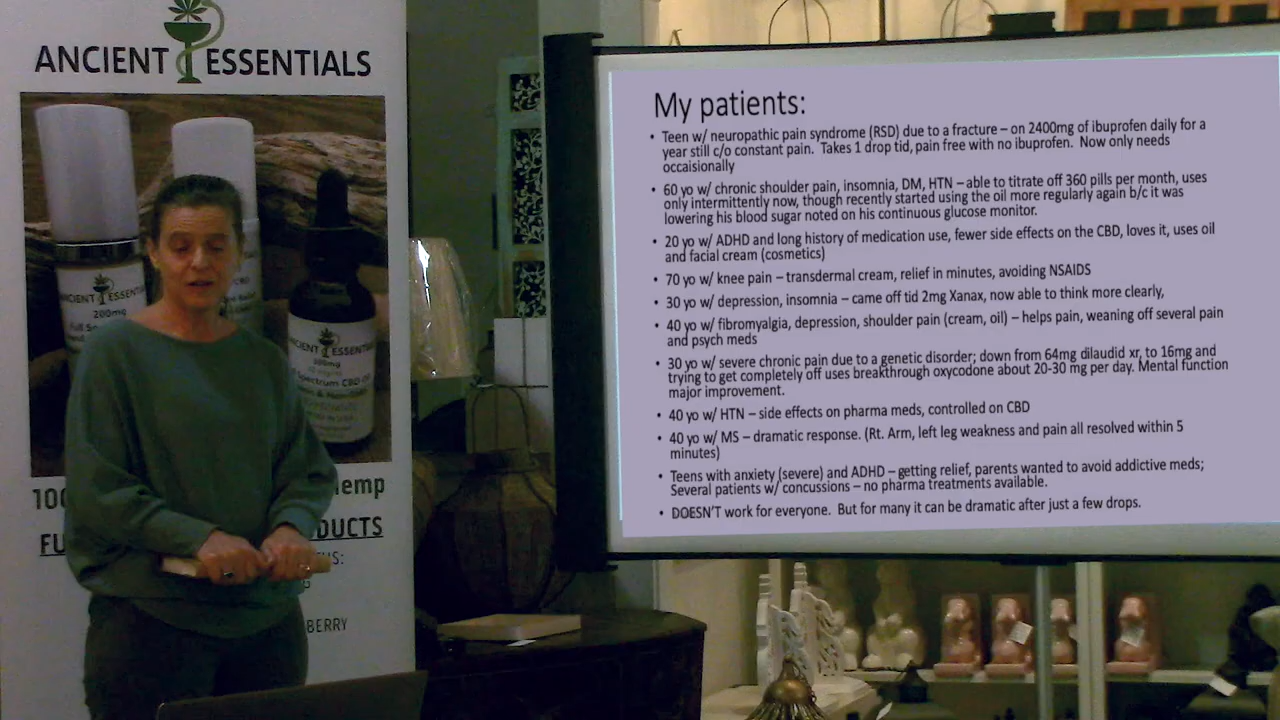 ANCIENT ESSENTIALS
ANCIENT ESSENTI
200mg
Full S
ANCIENT ESSENTIALS
Spectrum CBD
100
Hemp
FU
DUCTS
BERRY
My patients:
• Teen w/ neuropathic pain syndrome (RSD) due to a fracture – on 2400mg of ibuprofen daily for a
year still c/o constant pain. Takes 1 drop tid, pain free with no ibuprofen. Now only needs
occaisionally
• 60 yo w/ chronic shoulder pain, insomnia, DM, HTN – able to titrate off 360 pills per month, uses
only intermittently now, though recently started using the oil more regularly again b/c it was
lowering his blood sugar noted on his continuous glucose monitor.
• 20 yo w/ ADHD and long history of medication use, fewer side effects on the CBD, loves it, uses oil
and facial cream (cosmetics)
• 70 yo w/ knee pain – transdermal cream, relief in minutes, avoiding NSAIDS
• 30 yo w/ depression, insomnia – came off tid 2mg Xanax, now able to think more clearly,
• 40 yo w/ fibromyalgia, depression, shoulder pain (cream, oil) – helps pain, weaning off several pain
and psych meds
• 30 yo w/ severe chronic pain due to a genetic disorder; down from 64mg dilaudid xr, to 16mg and
trying to get completely off uses breakthrough oxycodone about 20-30 mg per day. Mental function
major improvement.
• 40 yo w/ HTN – side effects on pharma meds, controlled on CBD
• 40 yo w/ MS – dramatic response. (Rt. Arm, left leg weakness and pain all resolved within 5
minutes)
• Teens with anxiety (severe) and ADHD – getting relief, parents wanted to avoid addictive meds;
Several patients w/ concussions – no pharma treatments available.
• DOESN'T work for everyone. But for many it can be dramatic after just a few drops.